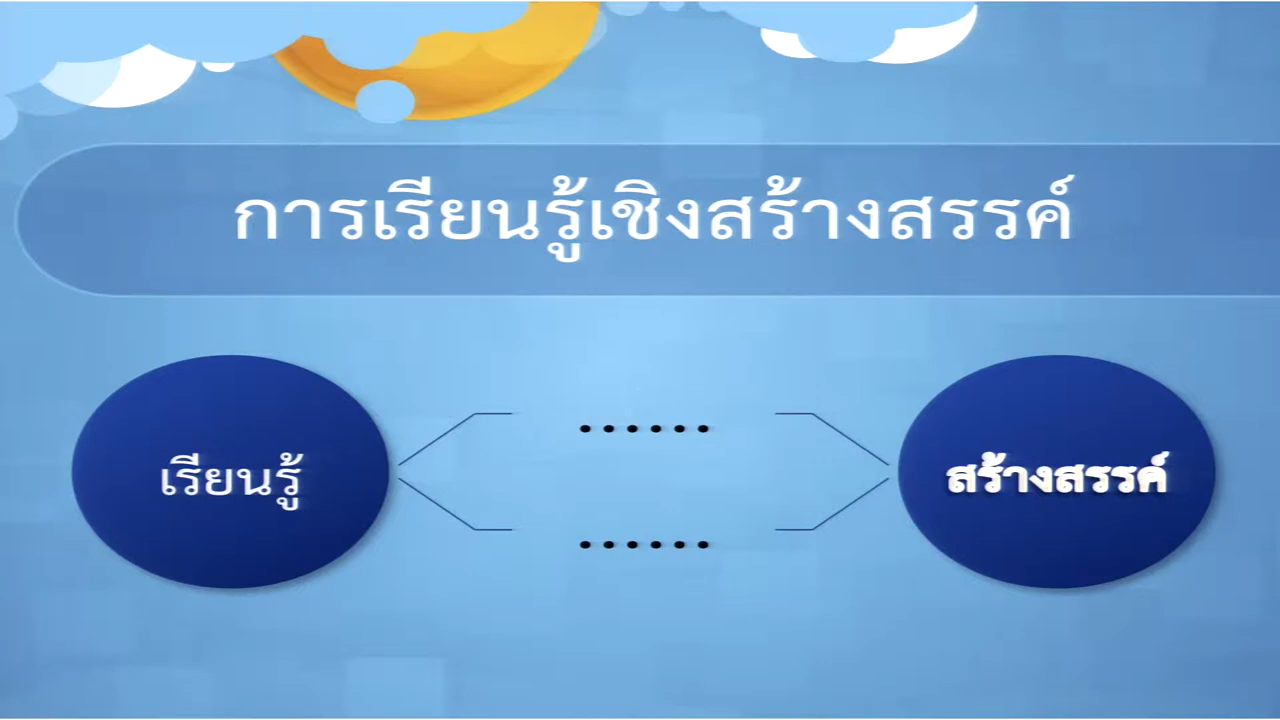 การเรียนรู้เชิงสร้างสรรค์
......
เรียนรู้
สร้างสรรค์
......